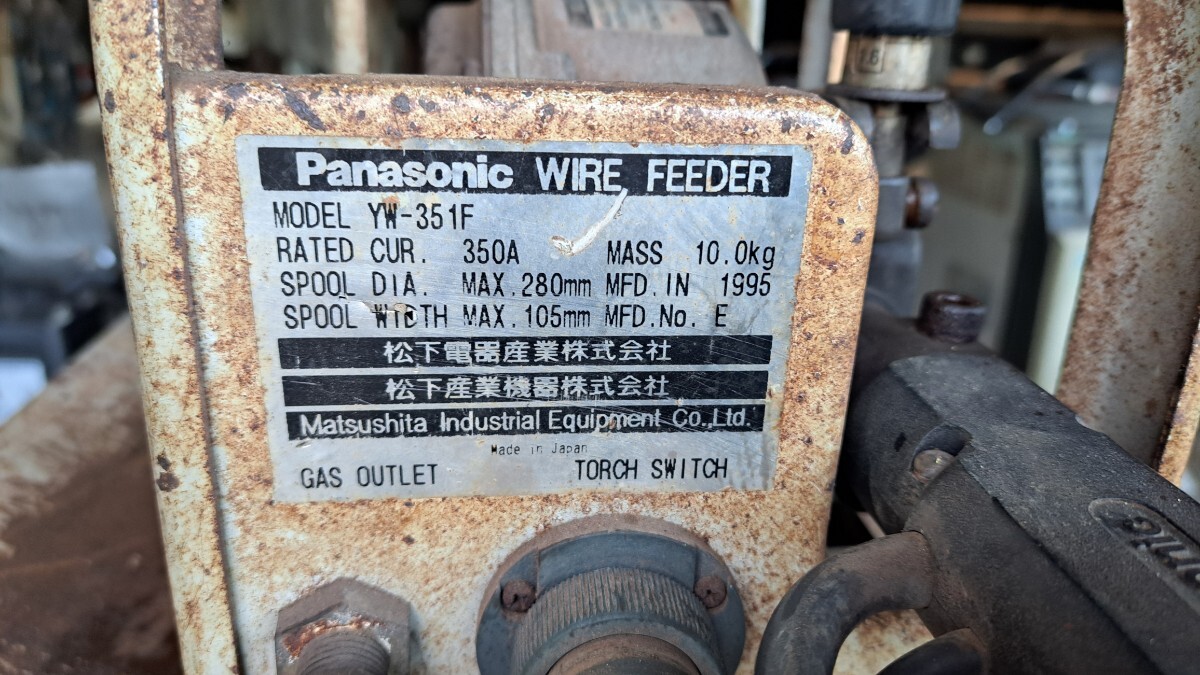 Panasonic WIRE FEEDER
MODEL YW-351F
RATED CUR. 350A MASS 10.0kg
SPOOL DIA. MAX.280mm MFD.IN 1995
SPOOL WIDTH MAX.105mm MFD.No. E
松下電器産業株式会社
松下産業機器株式会社
Matsushita Industrial Equipment Co.,Ltd.
Made in Japan
GAS OUTLET TORCH SWITCH